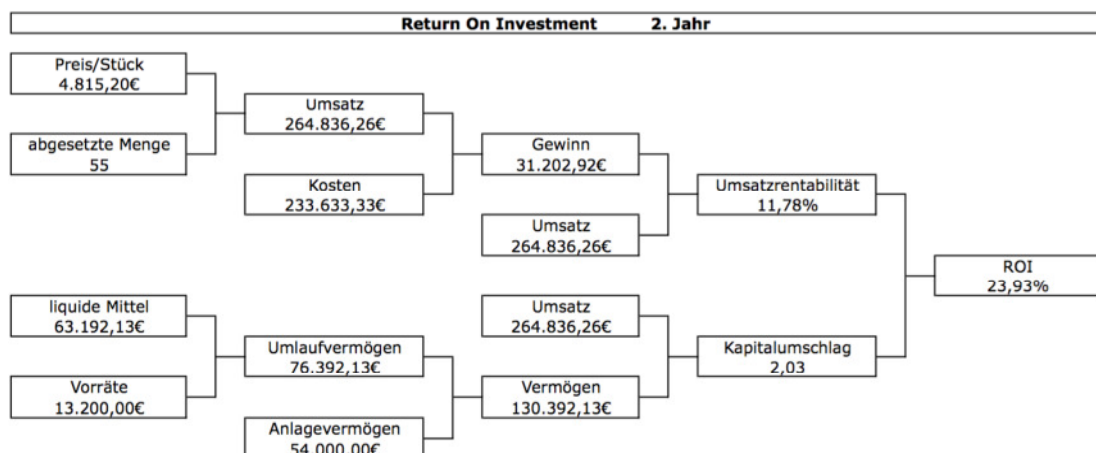 Return On Investment 2. Jahr
Preis/Stück
4.815,20€
Umsatz
264.836,26€
abgesetzte Menge
55
Gewinn
31.202,92€
Kosten
233.633,33€
Umsatzrentabilität
11,78%
Umsatz
264.836,26€
ROI
23,93%
liquide Mittel
63.192,13€
Umsatz
264.836,26€
Umlaufvermögen
76.392,13€
Kapitalumschlag
2,03
Vorräte
13.200,00€
Vermögen
130.392,13€
Anlagevermögen
54.000,00€